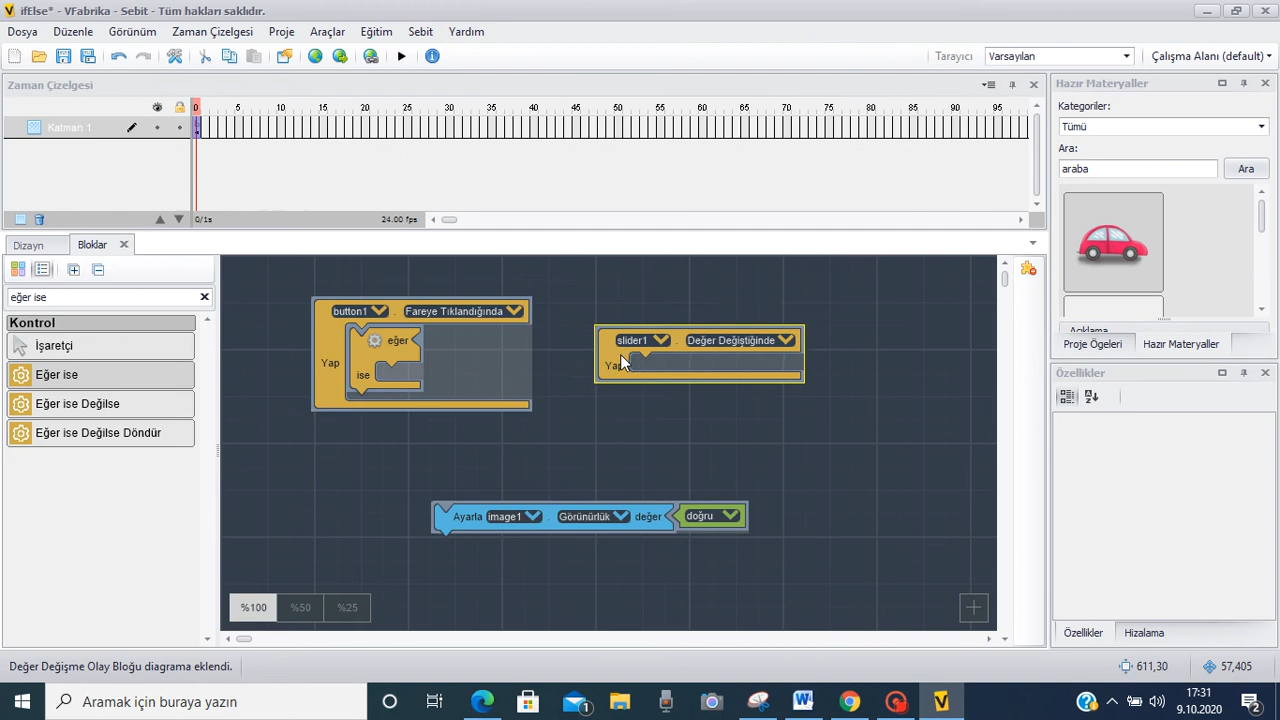 ifElse* - VFabrika - Sebit - Tüm hakları saklıdır.
Dosya Düzenle Görünüm Zaman Çizelgesi Proje Araçlar Eğitim Sebit Yardım
Tarayıcı Varsayılan Çalışma Alanı (default)
Zaman Çizelgesi
0 5 10 15 20 25 30 35 40 45 50 55 60 65 70 75 80 85 90 95
Katman 1
0/1s 24.00 fps
Hazır Materyaller
Kategoriler:
Tümü
Ara:
araba Ara
Açıklama
Proje Ögeleri Hazır Materyaller
Özellikler
Özellikler Hizalama
Dizayn Bloklar
eğer ise
Kontrol
İşaretçi
Eğer ise
Eğer ise Değilse
Eğer ise Değilse Döndür
button1 . Fareye Tıklandığında
Yap
eğer
ise
slider1 . Değer Değiştiğinde
Yap
Ayarla image1 . Görünürlük değer doğru
%100 %50 %25
Değer Değişme Olay Bloğu diagrama eklendi.
611,30 57,405
Aramak için buraya yazın
1
17:31
9.10.2020
2